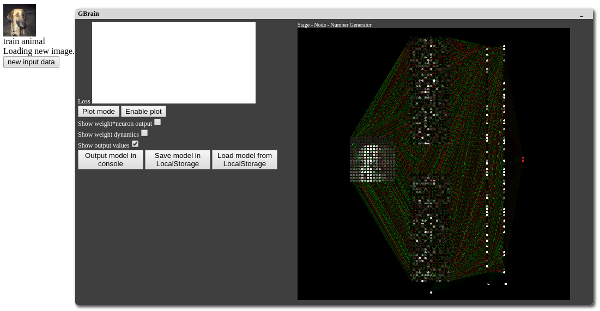 train animal
Loading new image.
new input data
GBrain
Loss
Plot mode
Enable plot
Show weight*neuron output
Show weight dynamics
Show output values
Output model in
console
Save model in
LocalStorage
Load model from
LocalStorage
Stage - Node - Number Generator